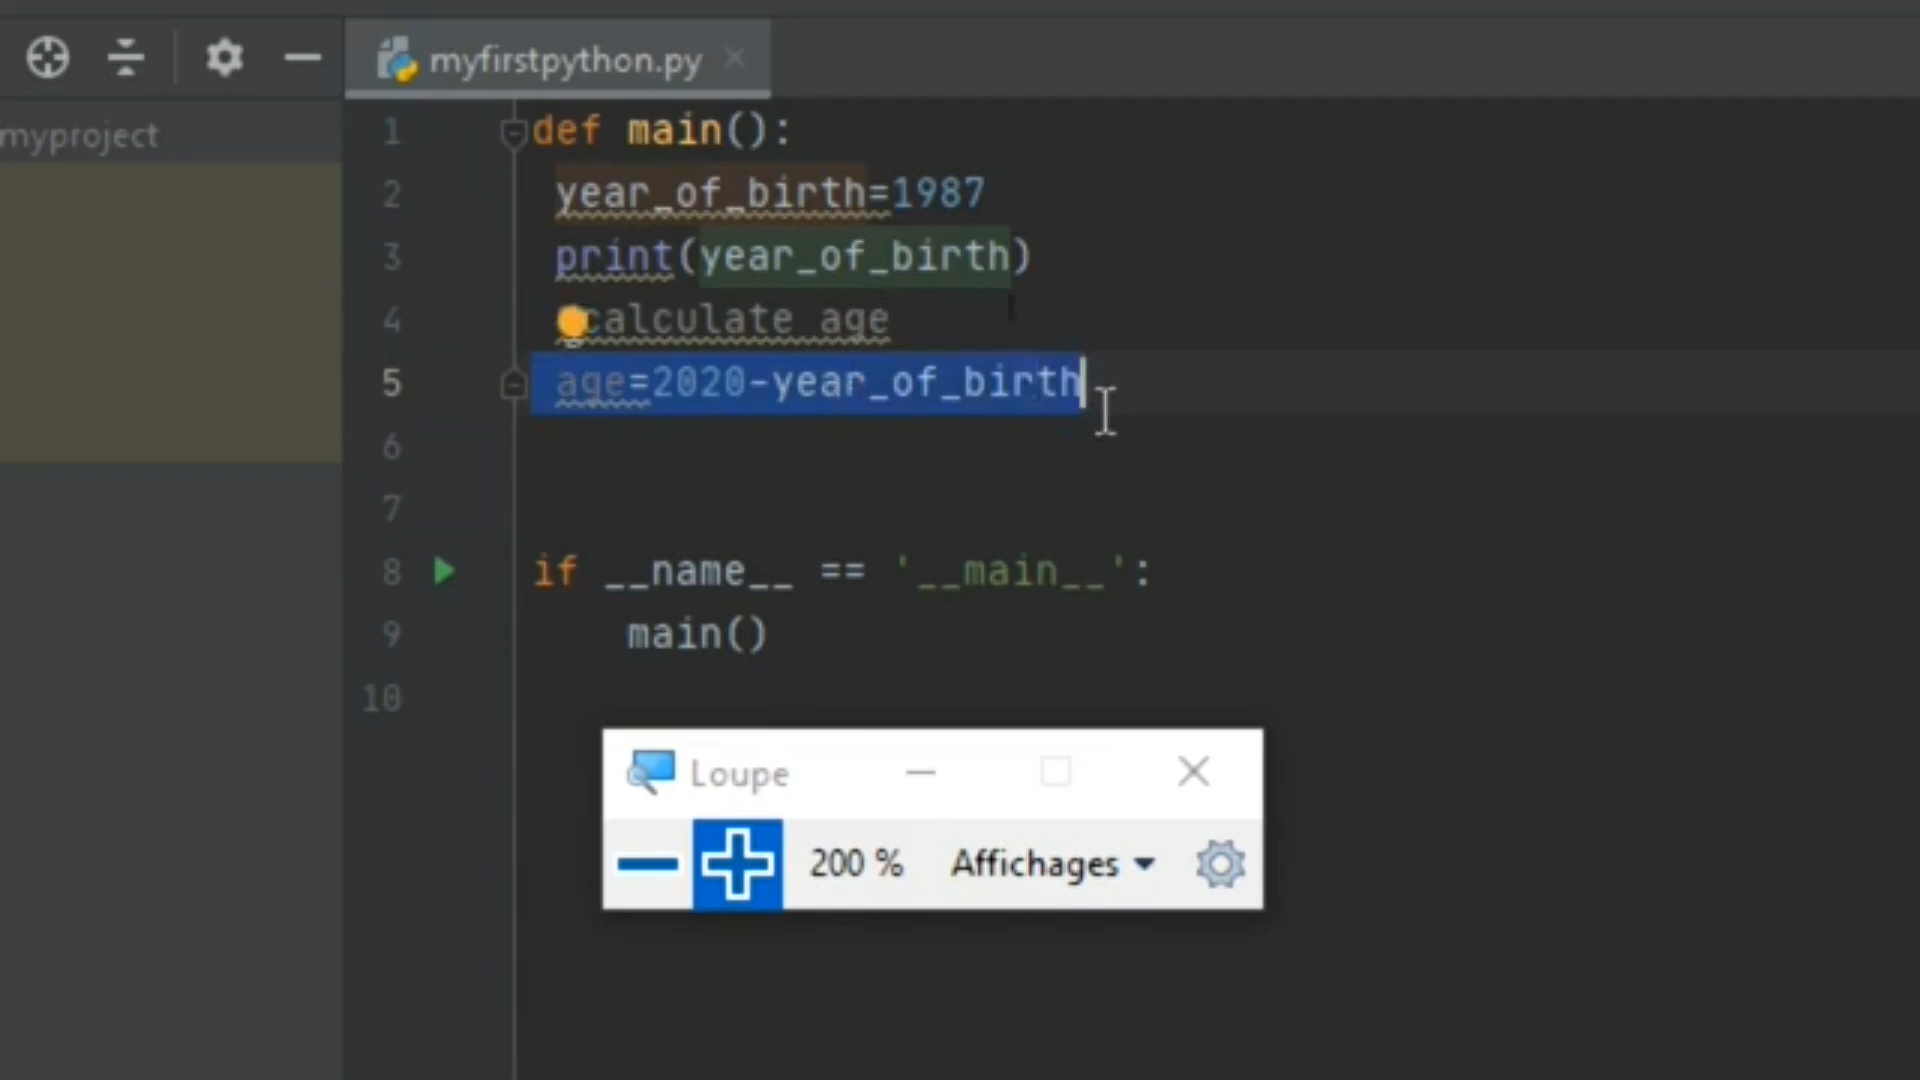 myfirstpython.py
myproject
1 def main():
2 year_of_birth=1987
3 print(year_of_birth)
4 calculate age
5 age=2020-year_of_birth
6
7
8 if __name__ == '__main__':
9 main()
10
Loupe
200 % Affichages